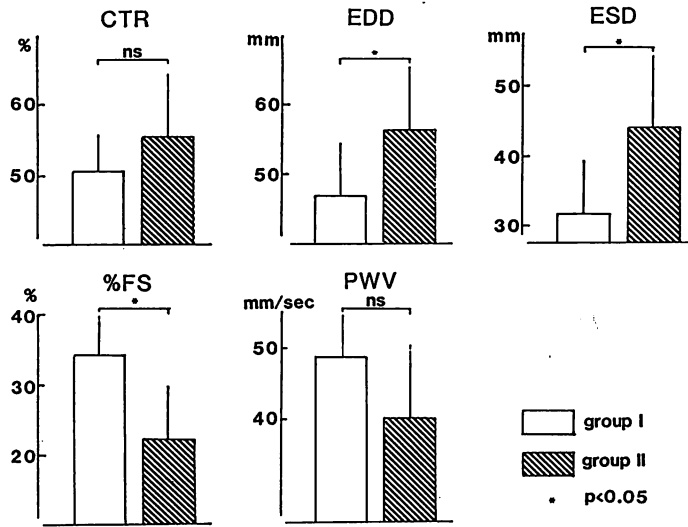 CTR
%
ns
60
50
EDD
mm
*
60
50
ESD
mm
*
50
40
30
%FS
%
*
40
30
20
PWV
mm/sec
ns
50
40
group I
group II
* p<0.05